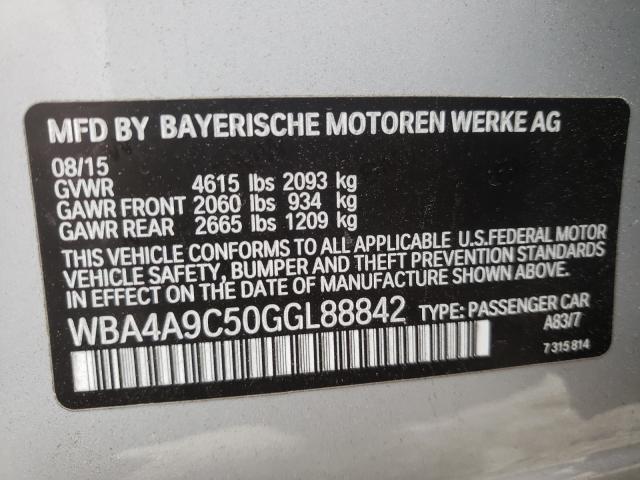 MFD BY BAYERISCHE MOTOREN WERKE AG
08/15
GVWR 4615 lbs 2093 kg
GAWR FRONT 2060 lbs 934 kg
GAWR REAR 2665 lbs 1209 kg
THIS VEHICLE CONFORMS TO ALL APPLICABLE U.S.FEDERAL MOTOR
VEHICLE SAFETY, BUMPER AND THEFT PREVENTION STANDARDS
IN EFFECT ON THE DATE OF MANUFACTURE SHOWN ABOVE.
WBA4A9C50GGL88842 TYPE: PASSENGER CAR
A83/7
7 315 814